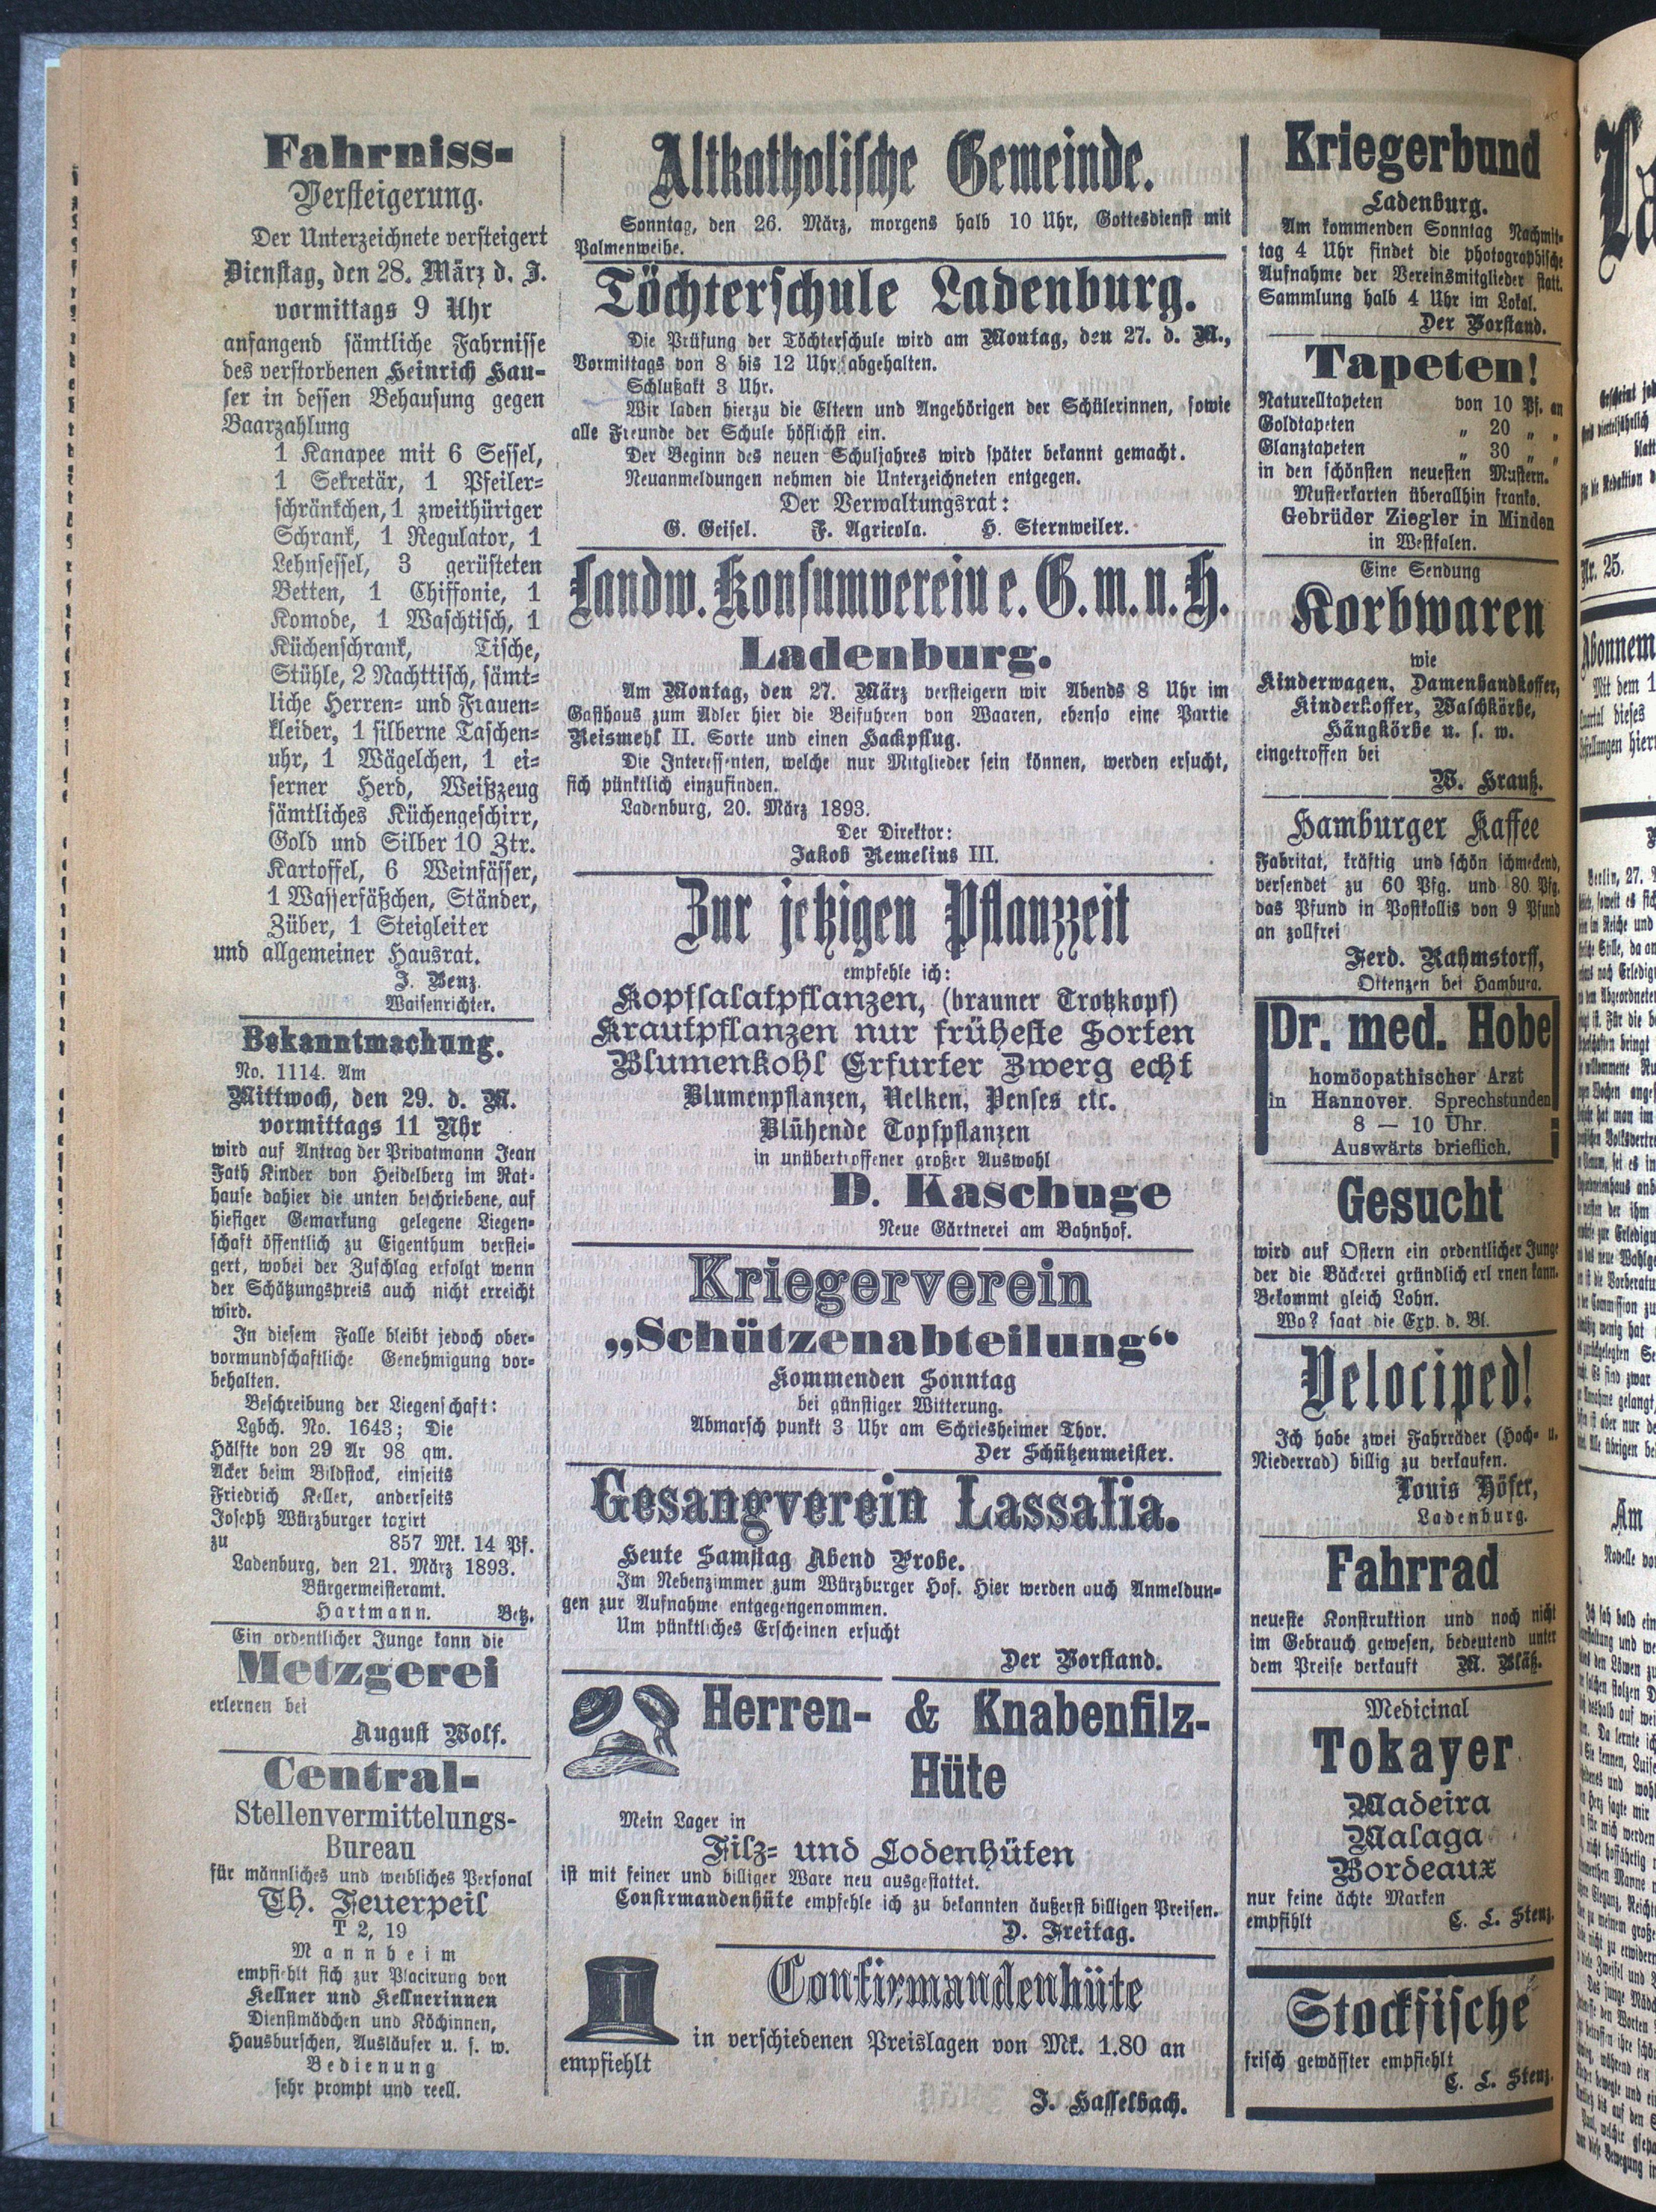 Fahrniss-
Versteigerung.
Der Unterzeichnete versteigert
Dienstag, den 28. März d. J.
vormittags 9 Uhr
anfangend sämtliche Fahrnisse
des verstorbenen Heinrich Hau-
ser in dessen Behausung gegen
Baarzahlung
1 Kanapee mit 6 Sessel,
1 Sekretär, 1 Pfeiler-
schränkchen, 1 zweithüriger
Schrank, 1 Regulator, 1
Lehnsessel, 3 gerüsteten
Betten, 1 Chiffonie, 1
Komode, 1 Waschtisch, 1
Küchenschrank, Tische,
Stühle, 2 Nachttisch, sämt-
liche Herren- und Frauen-
kleider, 1 silberne Taschen-
uhr, 1 Wägelchen, 1 ei-
serner Herd, Weißzeug
sämtliches Küchengeschirr,
Gold und Silber 10 Ztr.
Kartoffel, 6 Weinfässer,
1 Wasserfäßchen, Ständer,
Züber, 1 Steigleiter
und allgemeiner Hausrat.
J. Benz.
Waisenrichter.
Bekanntmachung.
No. 1114. Am
Mittwoch, den 29. d. M.
vormittags 11 Uhr
wird auf Antrag der Privatmann Jean
Fath Kinder von Heidelberg im Rat-
hause dahier die unten beschriebene, auf
hiesiger Gemarkung gelegene Liegen-
schaft öffentlich zu Eigenthum verstei-
gert, wobei der Zuschlag erfolgt wenn
der Schätzungspreis auch nicht erreicht
wird.
In diesem Falle bleibt jedoch ober-
vormundschaftliche Genehmigung vor-
behalten.
Beschreibung der Liegenschaft:
Lgbch. No. 1643; Die
Hälfte von 29 Ar 98 qm.
Acker beim Bildstock, einseits
Friedrich Keller, anderseits
Joseph Würzburger taxirt
zu 857 Mk. 14 Pf.
Ladenburg, den 21. März 1893.
Bürgermeisteramt.
Hartmann. Betz.
Ein ordentlicher Junge kann die
Metzgerei
erlernen bei
August Wolf.
Central-
Stellenvermittelungs-
Bureau
für männliches und weibliches Personal
Th. Feuerpeil
T 2, 19
Mannheim
empfiehlt sich zur Placirung von
Kellner und Kellnerinnen
Dienstmädchen und Köchinnen,
Hausburschen, Ausläufer u. s. w.
Bedienung
sehr prompt und reell.
Altkatholische Gemeinde.
Sonntag, den 26. März, morgens halb 10 Uhr, Gottesdienst mit
Palmenweihe.
Töchterschule Ladenburg.
Die Prüfung der Töchterschule wird am Montag, den 27. d. M.,
Vormittags von 8 bis 12 Uhr abgehalten.
Schlußakt 3 Uhr.
Wir laden hierzu die Eltern und Angehörigen der Schülerinnen, sowie
alle Freunde der Schule höflichst ein.
Der Beginn des neuen Schuljahres wird später bekannt gemacht.
Neuanmeldungen nehmen die Unterzeichneten entgegen.
Der Verwaltungsrat:
G. Geisel. F. Agricola. H. Sternweiler.
Landw. Konsumverein e. G. m. u. H.
Ladenburg.
Am Montag, den 27. März versteigern wir Abends 8 Uhr im
Gasthaus zum Adler hier die Beifuhren von Waaren, ebenso eine Partie
Reismehl II. Sorte und einen Hackpflug.
Die Interessenten, welche nur Mitglieder sein können, werden ersucht,
sich pünktlich einzufinden.
Ladenburg, 20. März 1893.
Der Direktor:
Jakob Remelius III.
Zur jetzigen Pflanzzeit
empfehle ich:
Kopfsalatpflanzen, (brauner Trotzkopf)
Krautpflanzen nur früheste Sorten
Blumenkohl Erfurter Zwerg echt
Blumenpflanzen, Nelken, Penses etc.
Blühende Topfpflanzen
in unübertroffener großer Auswahl
D. Kaschuge
Neue Gärtnerei am Bahnhof.
Kriegerverein
„Schützenabteilung“
Kommenden Sonntag
bei günstiger Witterung.
Abmarsch punkt 3 Uhr am Schriesheimer Thor.
Der Schützenmeister.
Gesangverein Lassalia.
Heute Samstag Abend Probe.
Im Nebenzimmer zum Würzburger Hof. Hier werden auch Anmeldun-
gen zur Aufnahme entgegengenommen.
Um pünktliches Erscheinen ersucht
Der Vorstand.
Herren- & Knabenfilz-
Hüte
Mein Lager in
Filz- und Lodenhüten
ist mit feiner und billiger Ware neu ausgestattet.
Confirmandenhüte empfehle ich zu bekannten äußerst billigen Preisen.
D. Freitag.
Confirmandenhüte
in verschiedenen Preislagen von Mk. 1.80 an
empfiehlt
J. Hasselbach.
Kriegerbund
Ladenburg.
Am kommenden Sonntag Nachmit-
tag 4 Uhr findet die photographische
Aufnahme der Vereinsmitglieder statt.
Sammlung halb 4 Uhr im Lokal.
Der Vorstand.
Tapeten!
Naturelltapeten von 10 Pf. an
Goldtapeten „ 20 „ „
Glanztapeten „ 30 „ „
in den schönsten neuesten Mustern.
Musterkarten überallhin franko.
Gebrüder Ziegler in Minden
in Westfalen.
Eine Sendung
Korbwaren
wie
Kinderwagen, Damenhandkoffer,
Kinderkoffer, Waschkörbe,
Hängkörbe u. s. w.
eingetroffen bei
W. Krauß.
Hamburger Kaffee
Fabrikat, kräftig und schön schmeckend,
versendet zu 60 Pfg. und 80 Pfg.
das Pfund in Postkollis von 9 Pfund
an zollfrei
Ferd. Rahmstorff,
Ottenzen bei Hamburg.
Dr. med. Hobe
homöopathischer Arzt
in Hannover. Sprechstunden
8 — 10 Uhr.
Auswärts brieflich.
Gesucht
wird auf Ostern ein ordentlicher Junge
der die Bäckerei gründlich erl rnen kann.
Bekommt gleich Lohn.
Wo? sagt die Exp. d. Bl.
Velociped!
Ich habe zwei Fahrräder (Hoch- u.
Niederrad) billig zu verkaufen.
Louis Höfer,
Ladenburg.
Fahrrad
neueste Konstruktion und noch nicht
im Gebrauch gewesen, bedeutend unter
dem Preise verkauft M. Bläß.
Medicinal
Tokayer
Madeira
Malaga
Bordeaux
nur feine ächte Marken
empfihlt C. L. Stenz.
Stockfische
frisch gewässter empfiehlt
C. L. Stenz.
Nr. 25.